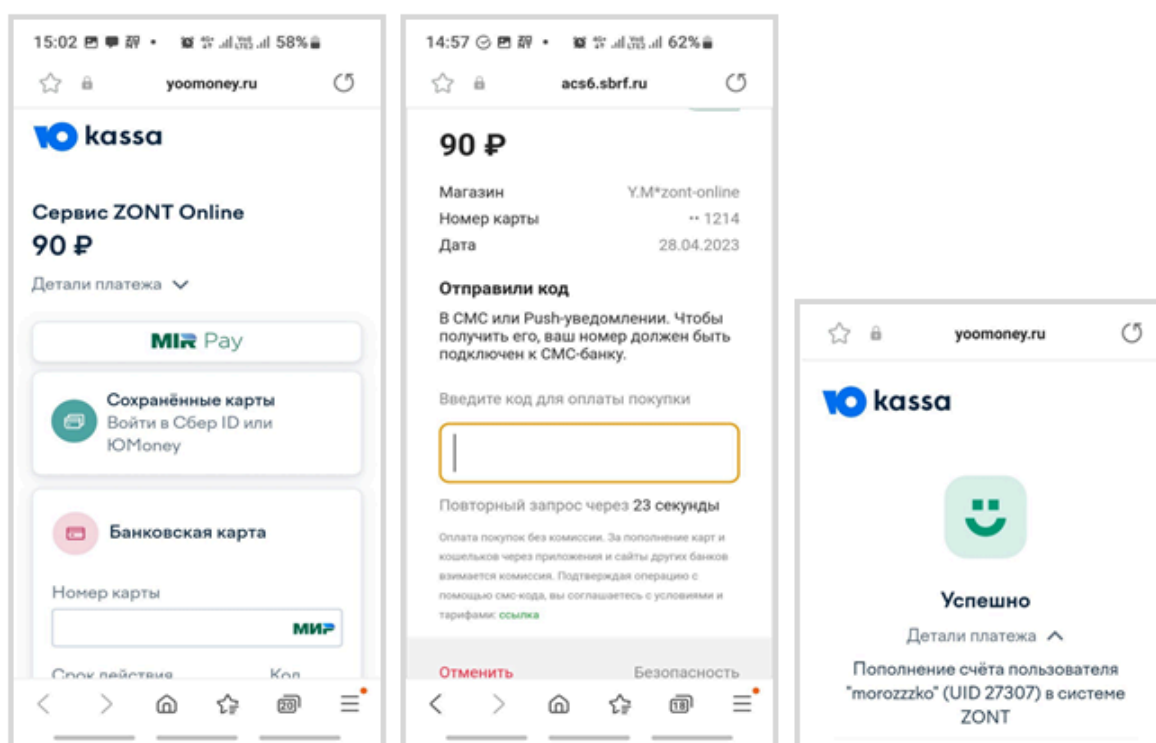 15:02 58%
yoomoney.ru
Ю kassa
Сервис ZONT Online
90 ₽
Детали платежа
MIR Pay
Сохранённые карты
Войти в Сбер ID или
ЮMoney
Банковская карта
Номер карты
МИР
Срок действия Код
20
14:57 62%
acs6.sbrf.ru
90 ₽
Магазин Y.M*zont-online
Номер карты ·· 1214
Дата 28.04.2023
Отправили код
В СМС или Push-уведомлении. Чтобы
получить его, ваш номер должен быть
подключен к СМС-банку.
Введите код для оплаты покупки
Повторный запрос через 23 секунды
Оплата покупок без комиссии. За пополнение карт и
кошельков через приложения и сайты других банков
взимается комиссия. Подтверждая операцию с
помощью смс-кода, вы соглашаетесь с условиями и
тарифами: ссылка
Отменить Безопасность
18
yoomoney.ru
Ю kassa
Успешно
Детали платежа
Пополнение счёта пользователя
"morozzzko" (UID 27307) в системе
ZONT